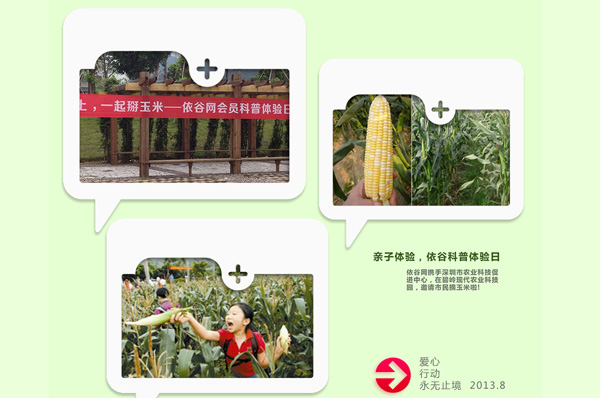 上，一起掰玉米——依谷网会员科普体验日
亲子体验，依谷科普体验日
依谷网携手深圳市农业科技促
进中心，在碧岭现代农业科技
园，邀请市民摘玉米啦!
爱心
行动
永无止境 2013.8